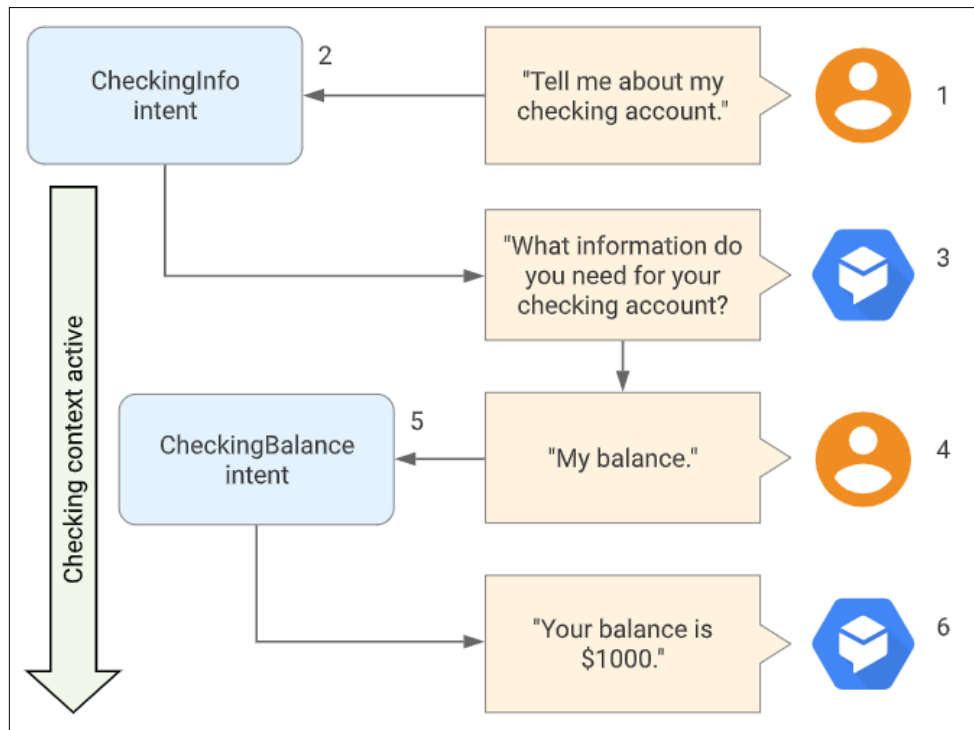 CheckingInfo
intent
2
"Tell me about my
checking account."
1
"What information do
you need for your
checking account?
3
Checking context active
CheckingBalance
intent
5
"My balance."
4
"Your balance is
$1000."
6